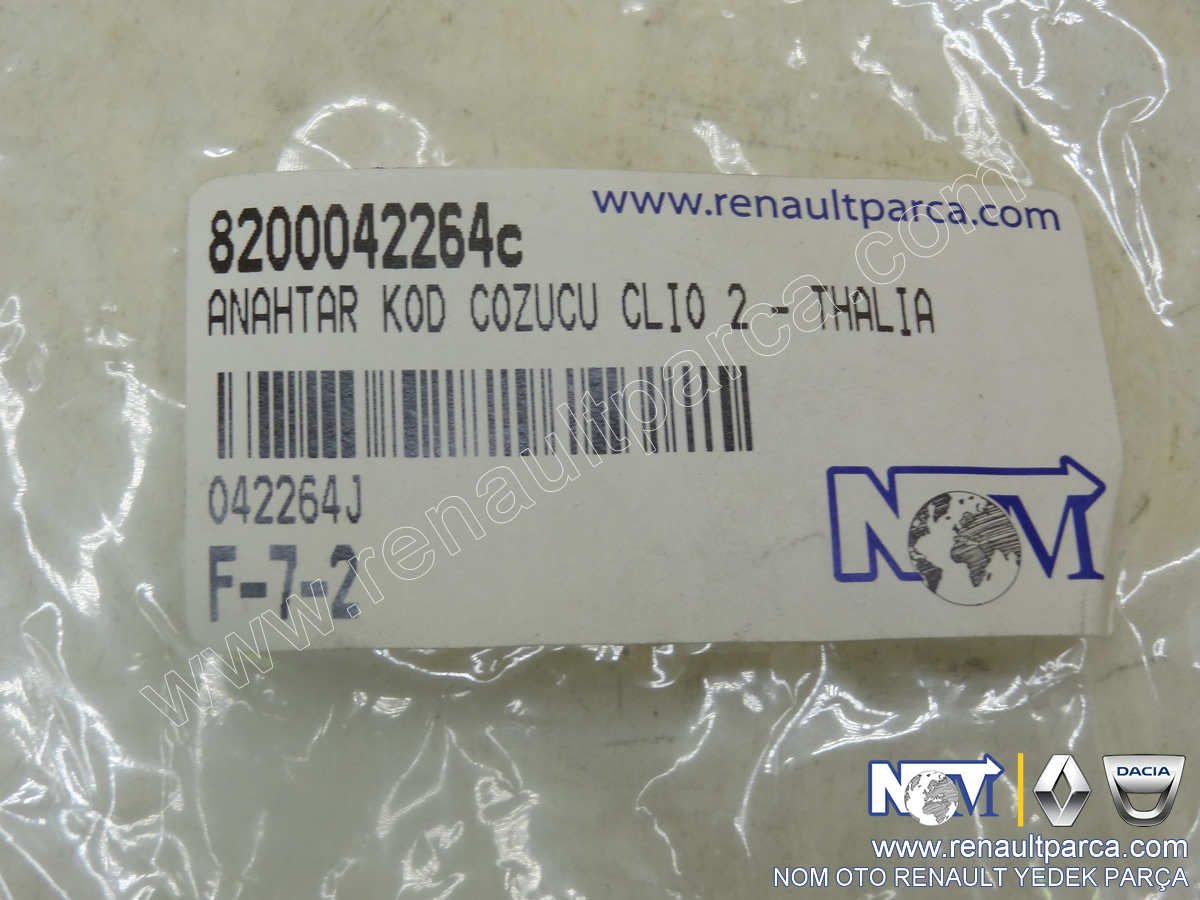 www.renaultparca.com
8200042264c
ANAHTAR KOD COZUCU CLIO 2 - THALIA
042264J
F-7-2
NOM
www.renaultparca.com
NOM
DACIA
www.renaultparca.com
NOM OTO RENAULT YEDEK PARÇA